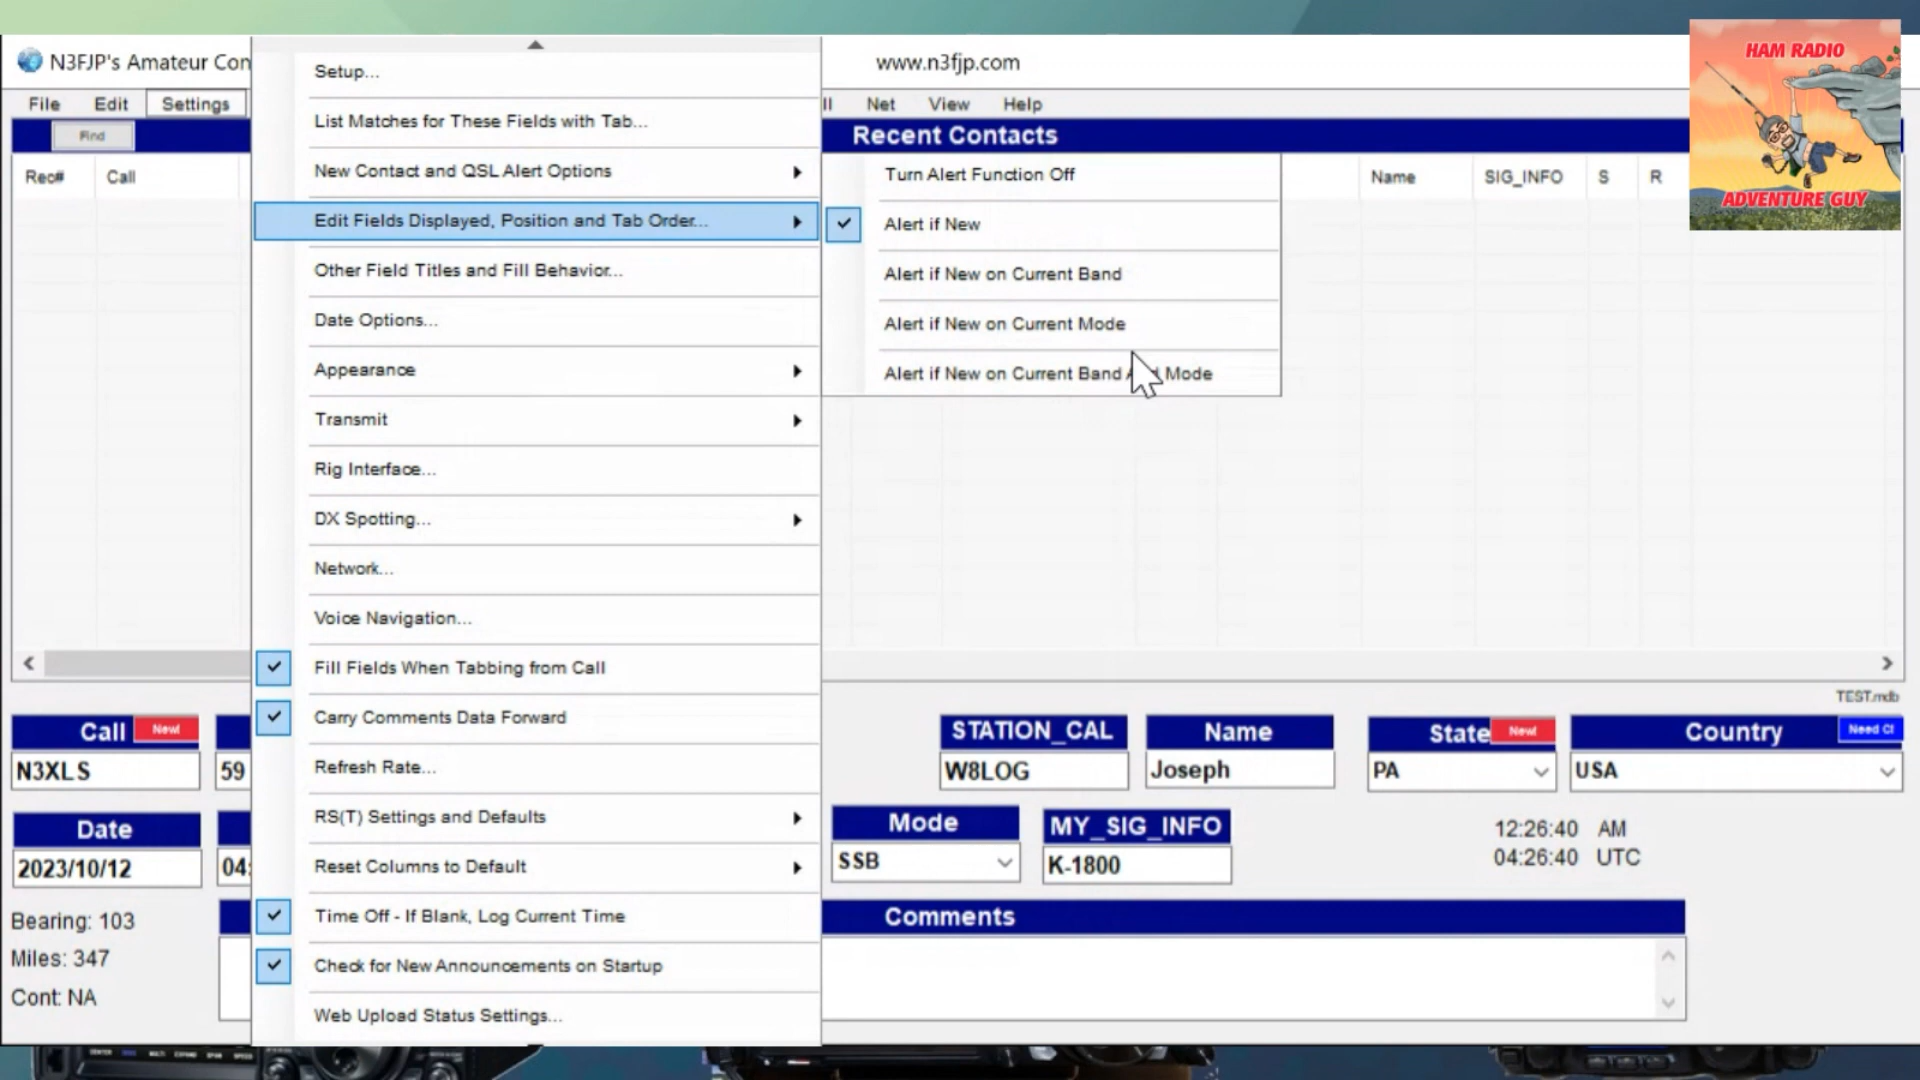 N3FJP's Amateur Con
www.n3fjp.com
HAM RADIO
ADVENTURE GUY
File Edit Settings
Net View Help
Find
Recent Contacts
Rec# Call
Name SIG_INFO S R
Setup...
List Matches for These Fields with Tab...
New Contact and QSL Alert Options
Edit Fields Displayed, Position and Tab Order...
Other Field Titles and Fill Behavior...
Date Options...
Appearance
Transmit
Rig Interface...
DX Spotting...
Network...
Voice Navigation...
Fill Fields When Tabbing from Call
Carry Comments Data Forward
Refresh Rate...
RS(T) Settings and Defaults
Reset Columns to Default
Time Off - If Blank, Log Current Time
Check for New Announcements on Startup
Web Upload Status Settings...
Turn Alert Function Off
Alert if New
Alert if New on Current Band
Alert if New on Current Mode
Alert if New on Current Band Mode
TEST.mdb
Call New!
N3XLS
59
STATION_CAL
W8LOG
Name
Joseph
State New!
PA
Country Need Cl
USA
Date
2023/10/12
04:
Mode
SSB
MY_SIG_INFO
K-1800
12:26:40 AM
04:26:40 UTC
Bearing: 103
Miles: 347
Cont: NA
Comments